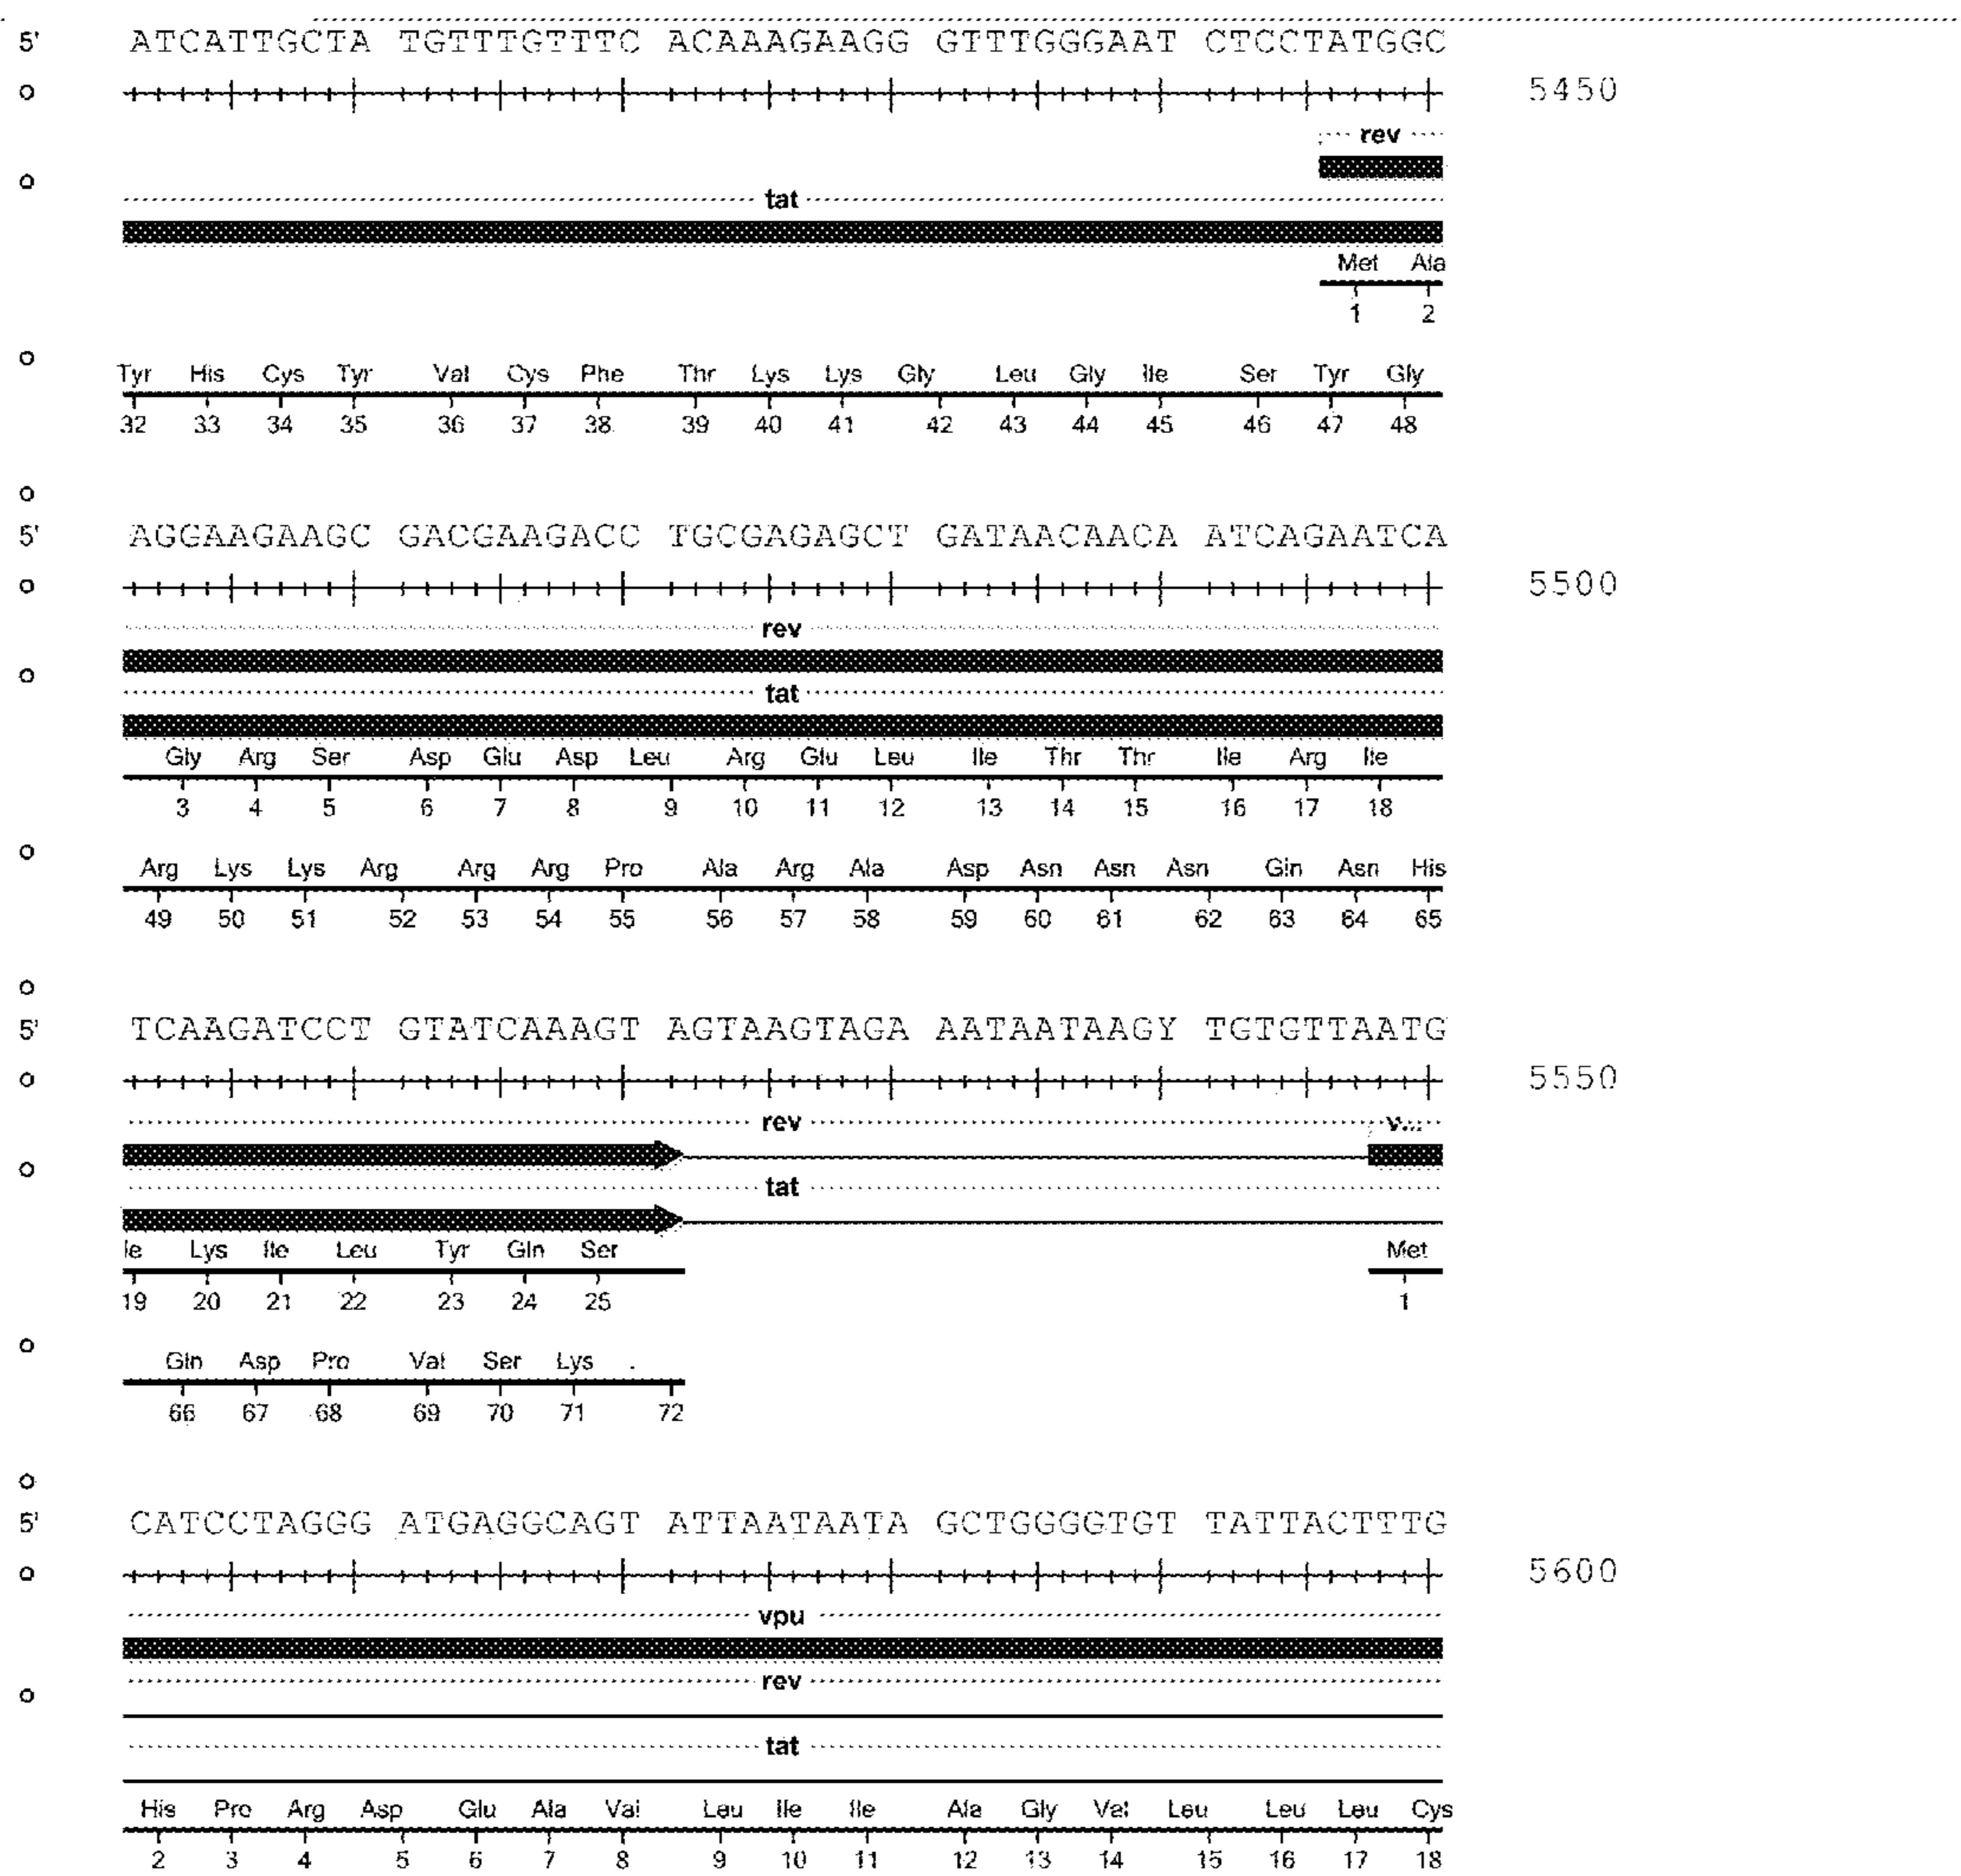 5' ATCATTGCTA TGTTTGTTTC ACAAAGAAGG GTTTGGGAAT CTCCTATGGC
5450
rev
tat
Met Ala
1 2
Tyr His Cys Tyr Val Cys Phe Thr Lys Lys Gly Leu Gly Ile Ser Tyr Gly
32 33 34 35 36 37 38 39 40 41 42 43 44 45 46 47 48
5' AGGAAGAAGC GACGAAGACC TGCGAGAGCT GATAACAACA ATCAGAATCA
5500
rev
tat
Gly Arg Ser Asp Glu Asp Leu Arg Glu Leu Ile Thr Thr Ile Arg Ile
3 4 5 6 7 8 9 10 11 12 13 14 15 16 17 18
Arg Lys Lys Arg Arg Arg Pro Ala Arg Ala Asp Asn Asn Asn Gln Asn His
49 50 51 52 53 54 55 56 57 58 59 60 61 62 63 64 65
5' TCAAGATCCT GTATCAAAGT AGTAAGTAGA AATAATAAGY TGTGTTAATG
5550
rev v...
tat
Ile Lys Ile Leu Tyr Gln Ser Met
19 20 21 22 23 24 25 1
Gln Asp Pro Val Ser Lys .
66 67 68 69 70 71 72
5' CATCCTAGGG ATGAGGCAGT ATTAATAATA GCTGGGGTGT TATTACTTTG
5600
vpu
rev
tat
His Pro Arg Asp Glu Ala Val Leu Ile Ile Ala Gly Val Leu Leu Leu Cys
2 3 4 5 6 7 8 9 10 11 12 13 14 15 16 17 18